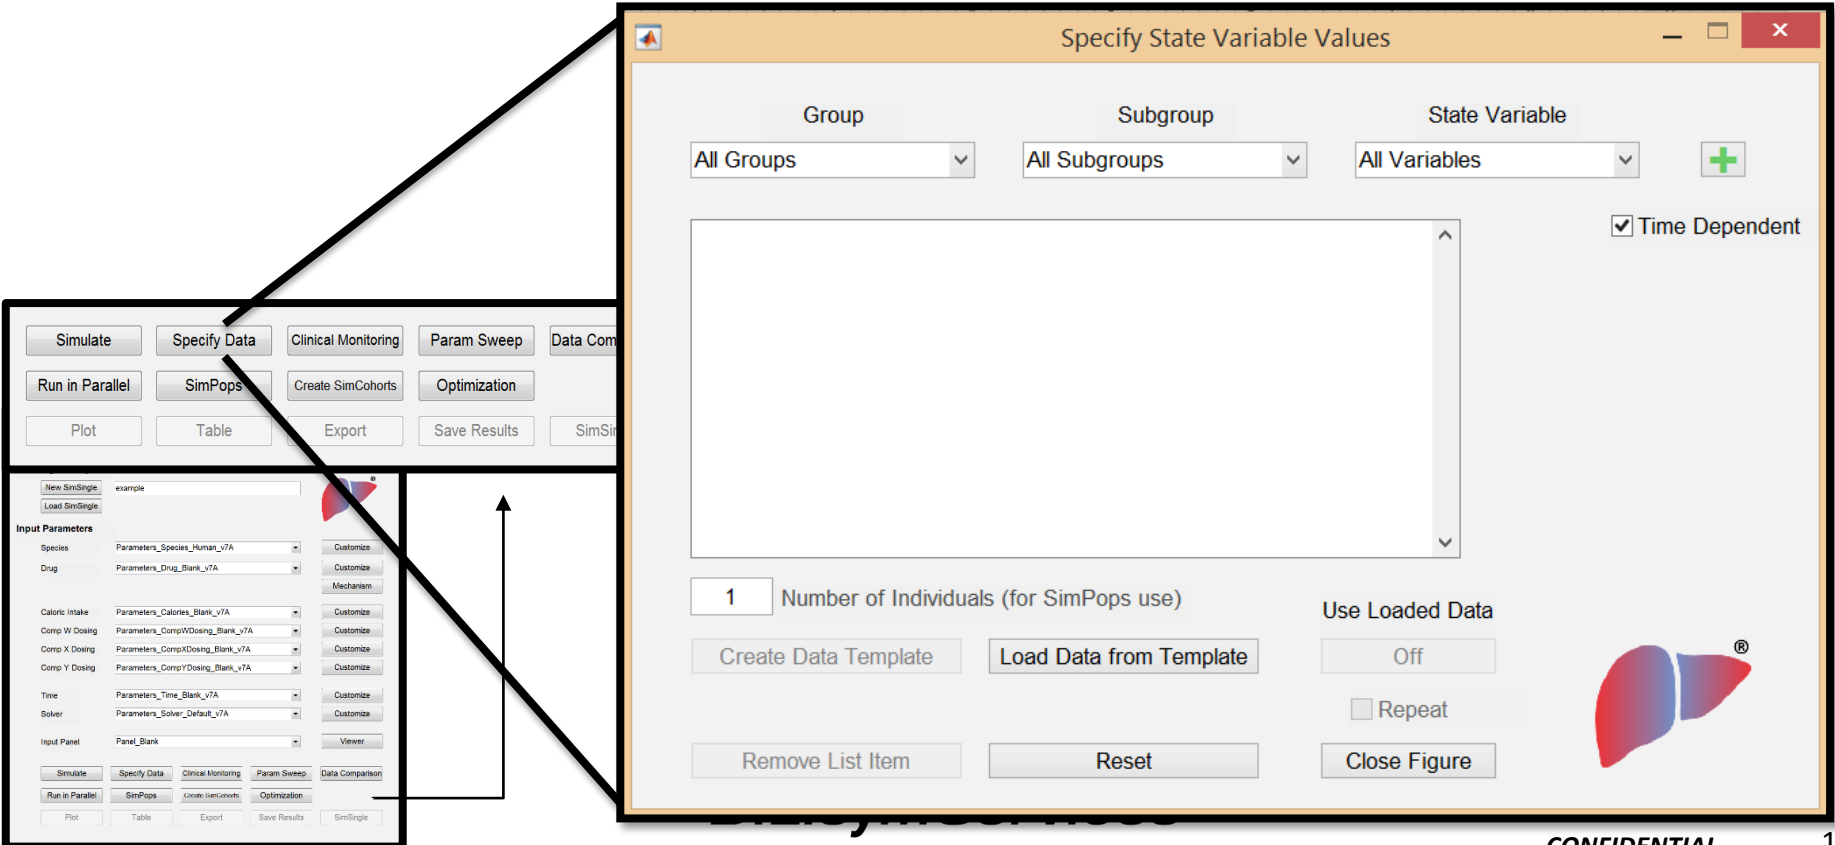 Specify State Variable Values
Group Subgroup State Variable
All Groups All Subgroups All Variables
Time Dependent
1 Number of Individuals (for SimPops use)
Use Loaded Data
Create Data Template Load Data from Template Off
Repeat
Remove List Item Reset Close Figure
®
Simulate Specify Data Clinical Monitoring Param Sweep Data Com
Run in Parallel SimPops Create SimCohorts Optimization
Plot Table Export Save Results SimSin
New SimSingle example
Load SimSingle
®
Input Parameters
Species Parameters_Species_Human_v7A Customize
Drug Parameters_Drug_Blank_v7A Customize
Mechanism
Caloric Intake Parameters_Calories_Blank_v7A Customize
Comp W Dosing Parameters_CompWDosing_Blank_v7A Customize
Comp X Dosing Parameters_CompXDosing_Blank_v7A Customize
Comp Y Dosing Parameters_CompYDosing_Blank_v7A Customize
Time Parameters_Time_Blank_v7A Customize
Solver Parameters_Solver_Default_v7A Customize
Input Panel Panel_Blank Viewer
Simulate Specify Data Clinical Monitoring Param Sweep Data Comparison
Run in Parallel SimPops Create SimCohorts Optimization
Plot Table Export Save Results SimSingle
CONFIDENTIAL 1